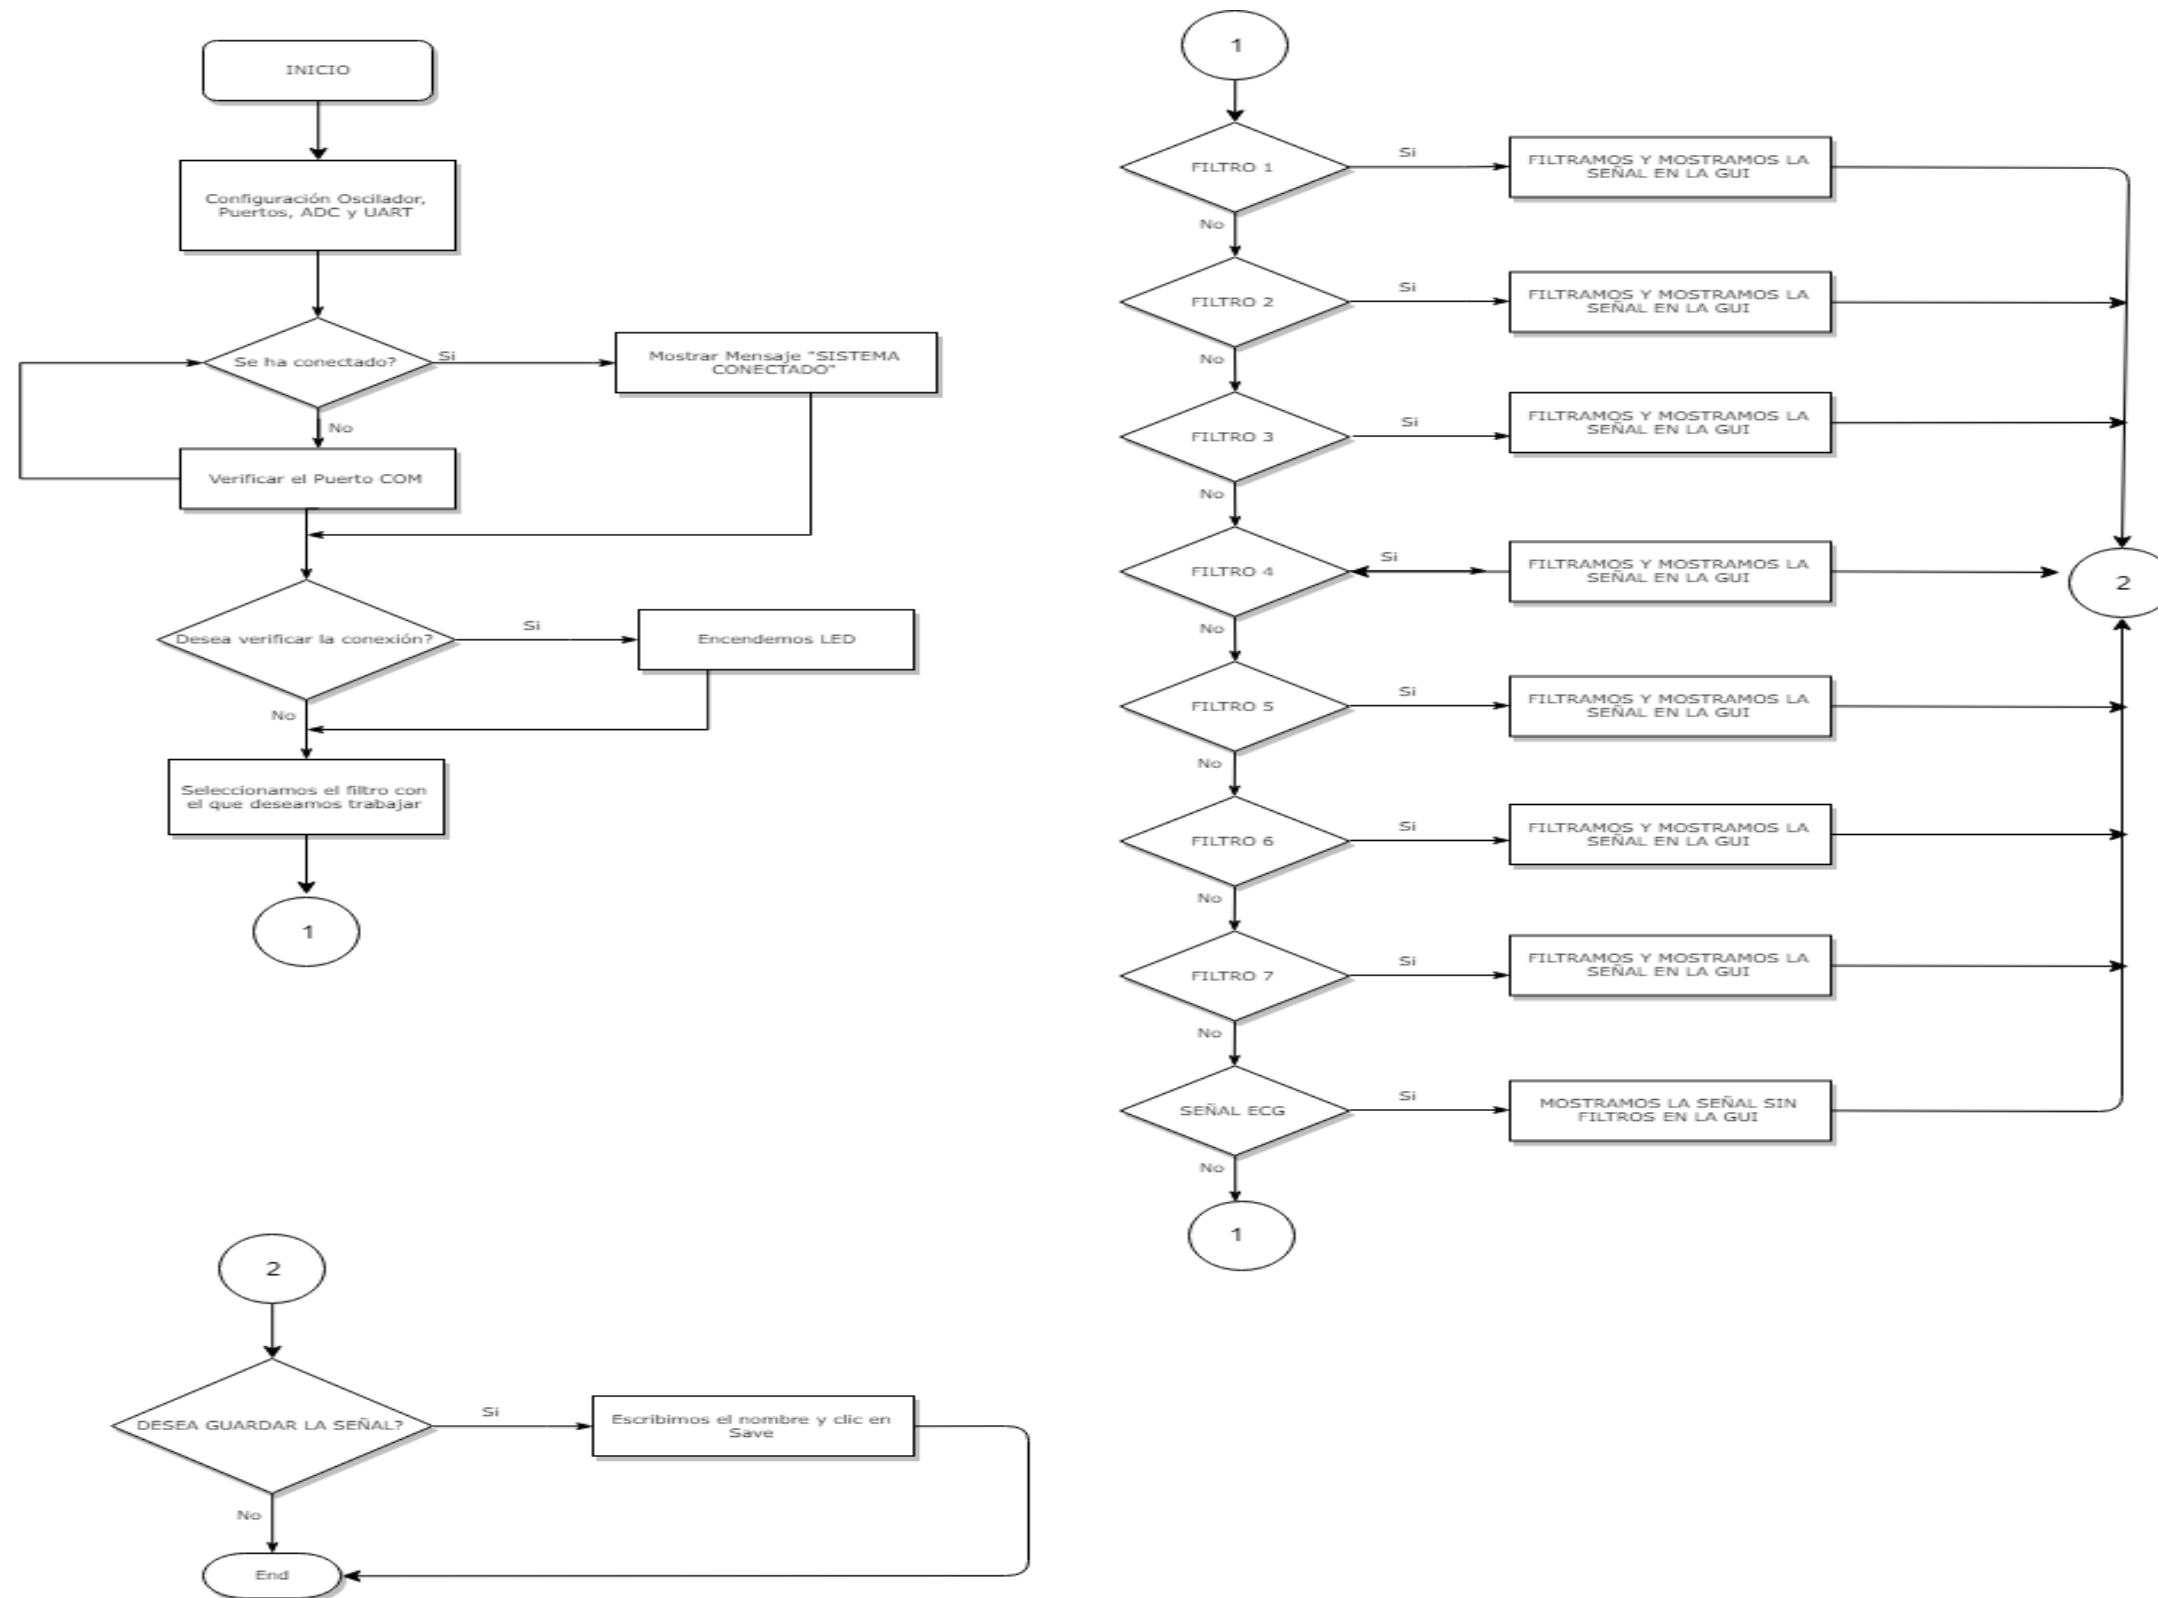 INICIO
Configuración Oscilador,
Puertos, ADC y UART
Se ha conectado?
Si
Mostrar Mensaje "SISTEMA
CONECTADO"
No
Verificar el Puerto COM
Desea verificar la conexión?
Si
Encendemos LED
No
Seleccionamos el filtro con
el que deseamos trabajar
1
1
FILTRO 1
Si
FILTRAMOS Y MOSTRAMOS LA
SEÑAL EN LA GUI
No
FILTRO 2
Si
FILTRAMOS Y MOSTRAMOS LA
SEÑAL EN LA GUI
No
FILTRO 3
Si
FILTRAMOS Y MOSTRAMOS LA
SEÑAL EN LA GUI
No
FILTRO 4
Si
FILTRAMOS Y MOSTRAMOS LA
SEÑAL EN LA GUI
2
No
FILTRO 5
Si
FILTRAMOS Y MOSTRAMOS LA
SEÑAL EN LA GUI
No
FILTRO 6
Si
FILTRAMOS Y MOSTRAMOS LA
SEÑAL EN LA GUI
No
FILTRO 7
Si
FILTRAMOS Y MOSTRAMOS LA
SEÑAL EN LA GUI
No
SEÑAL ECG
Si
MOSTRAMOS LA SEÑAL SIN
FILTROS EN LA GUI
No
1
2
DESEA GUARDAR LA SEÑAL?
Si
Escribimos el nombre y clic en
Save
No
End